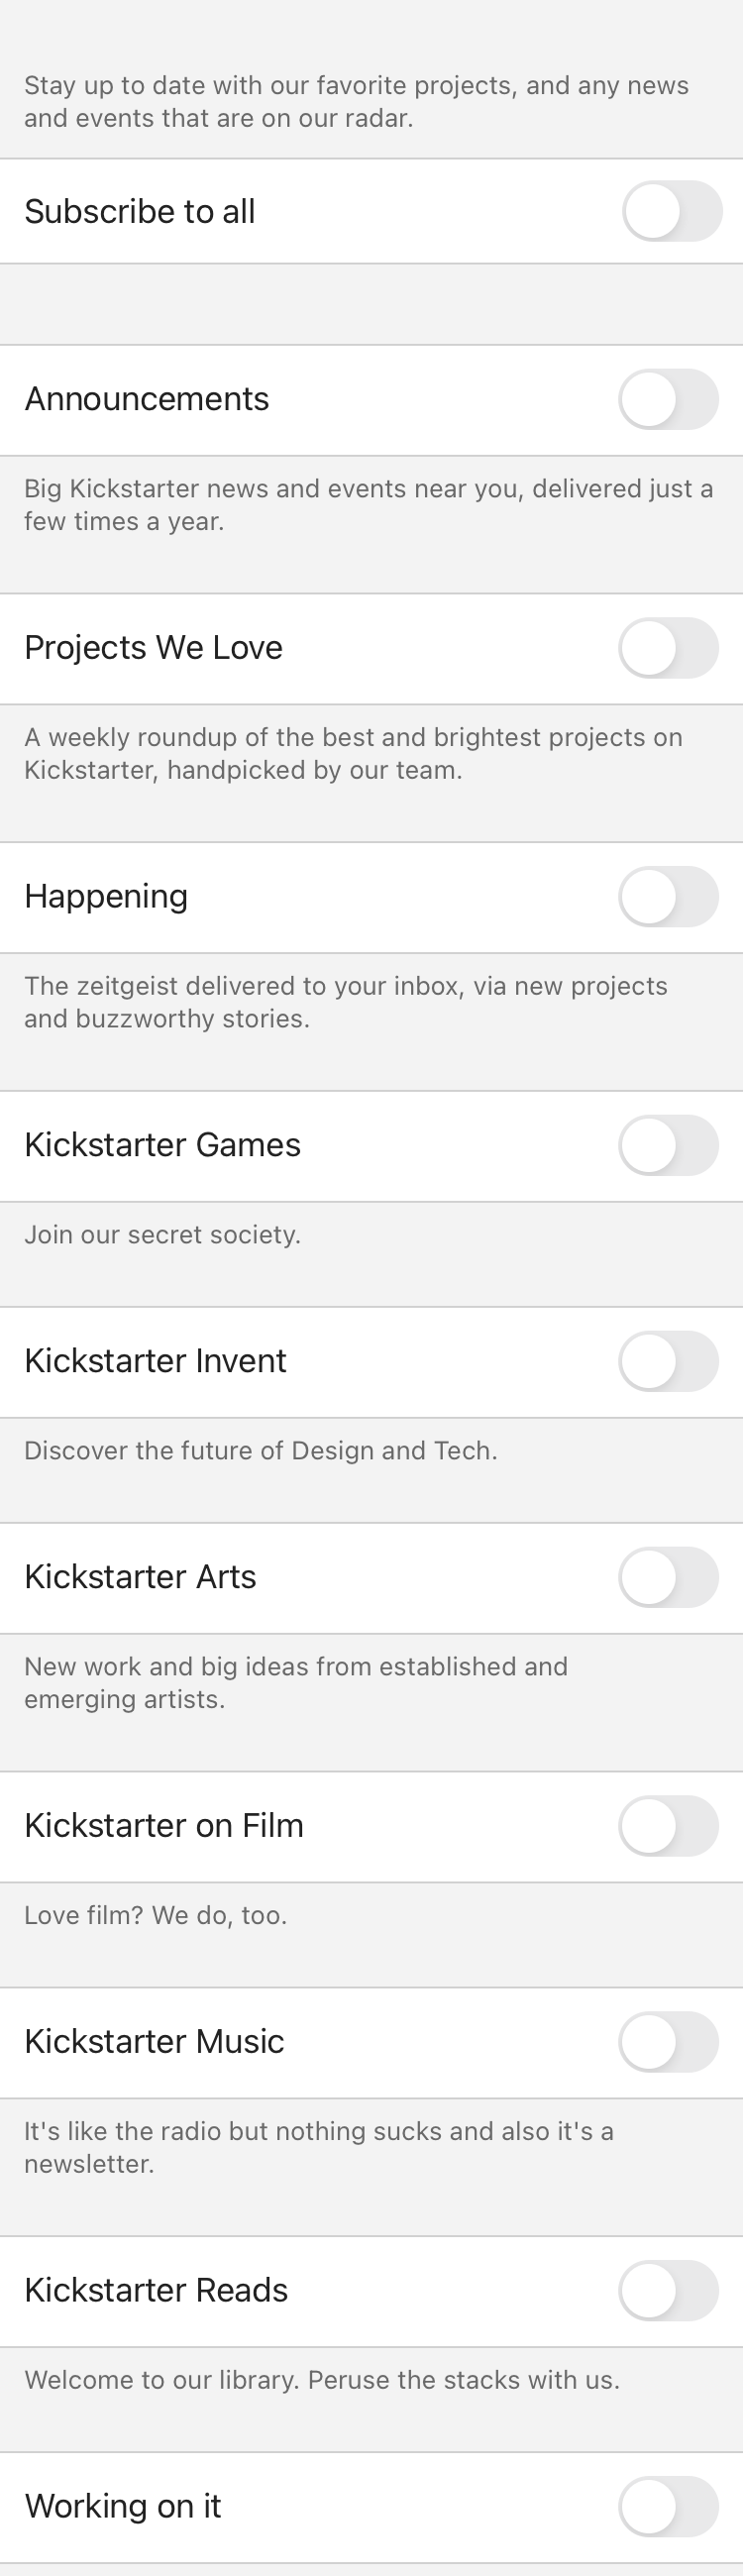 Stay up to date with our favorite projects, and any news
and events that are on our radar.
Subscribe to all
Announcements
Big Kickstarter news and events near you, delivered just a
few times a year.
Projects We Love
A weekly roundup of the best and brightest projects on
Kickstarter, handpicked by our team.
Happening
The zeitgeist delivered to your inbox, via new projects
and buzzworthy stories.
Kickstarter Games
Join our secret society.
Kickstarter Invent
Discover the future of Design and Tech.
Kickstarter Arts
New work and big ideas from established and
emerging artists.
Kickstarter on Film
Love film? We do, too.
Kickstarter Music
It's like the radio but nothing sucks and also it's a
newsletter.
Kickstarter Reads
Welcome to our library. Peruse the stacks with us.
Working on it